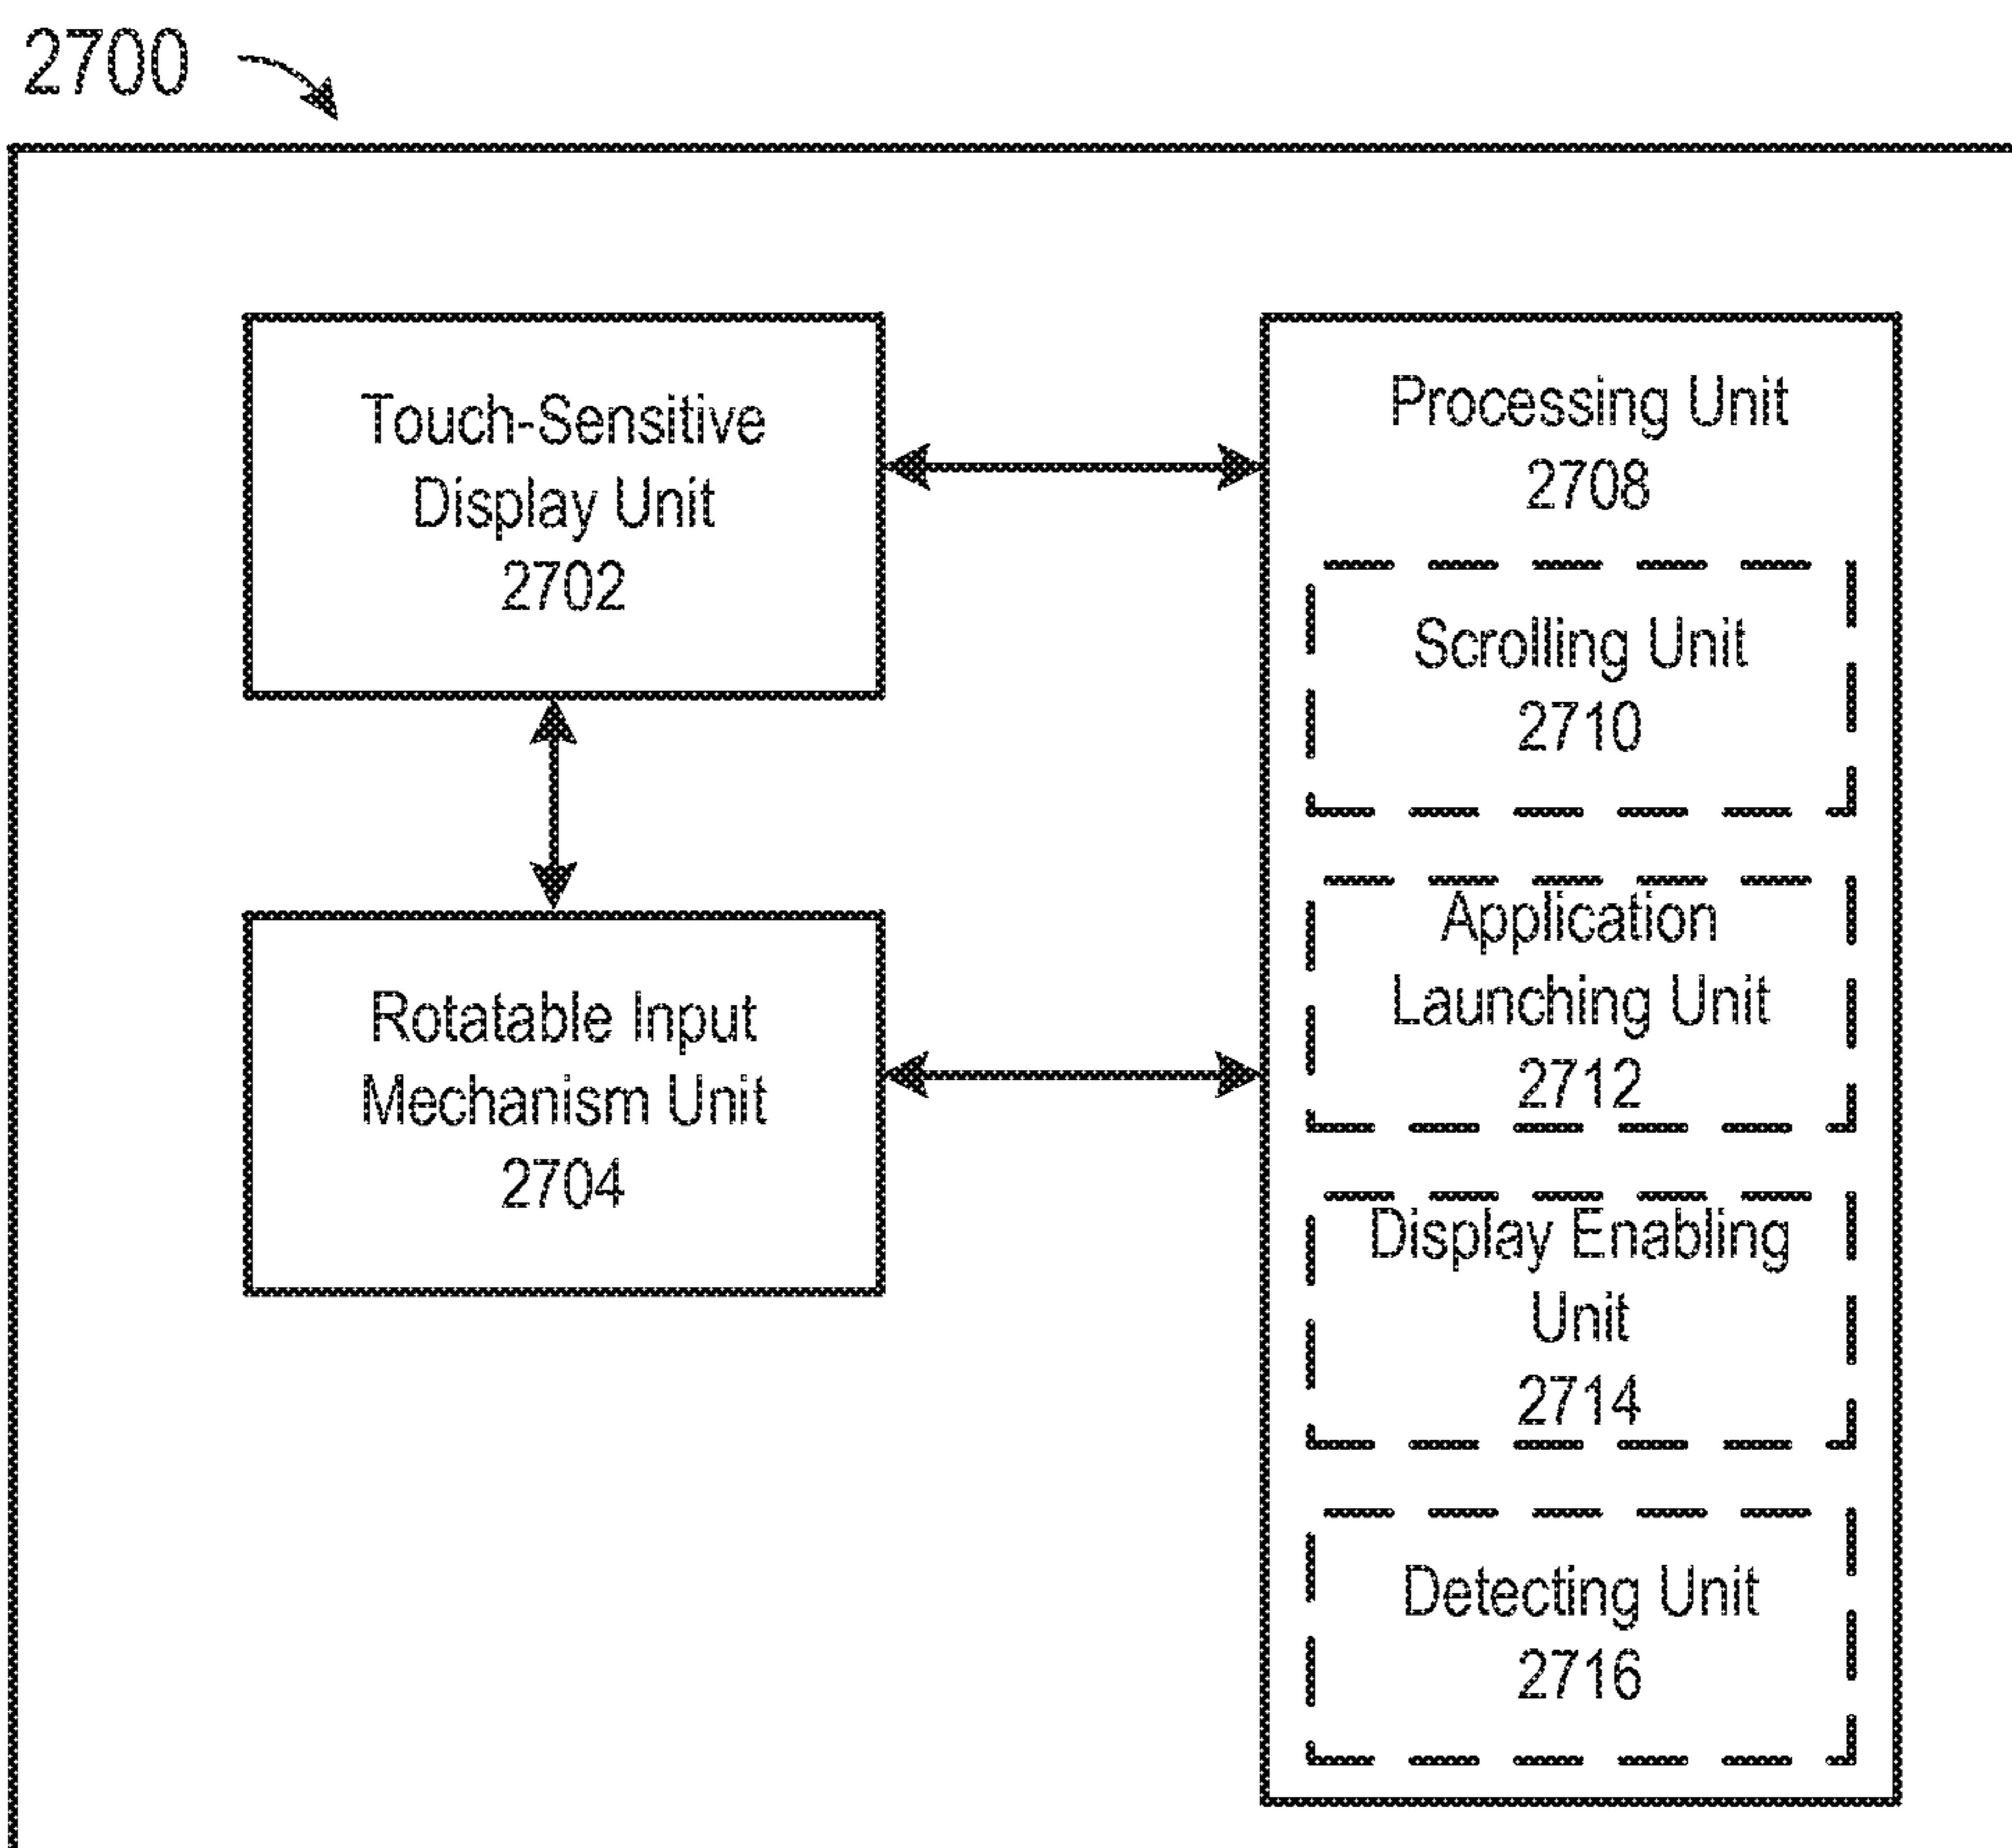 2700
Touch-Sensitive
Display Unit
2702
Rotatable Input
Mechanism Unit
2704
Processing Unit
2708
Scrolling Unit
2710
Application
Launching Unit
2712
Display Enabling
Unit
2714
Detecting Unit
2716